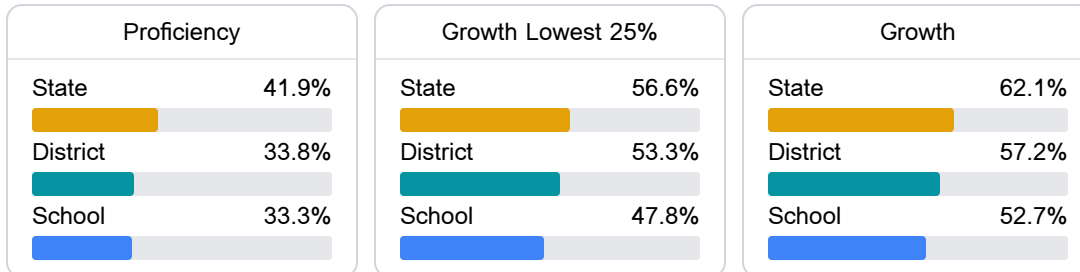 Proficiency
State 41.9%
District 33.8%
School 33.3%
Growth Lowest 25%
State 56.6%
District 53.3%
School 47.8%
Growth
State 62.1%
District 57.2%
School 52.7%